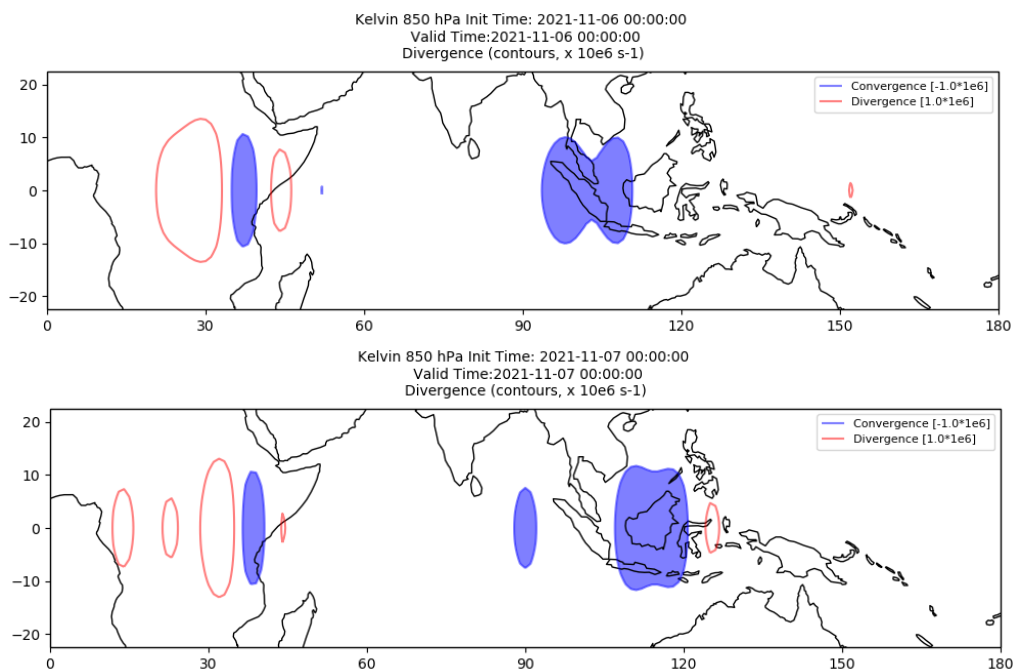 Kelvin 850 hPa Init Time: 2021-11-06 00:00:00
Valid Time:2021-11-06 00:00:00
Divergence (contours, x 10e6 s-1)
Convergence [-1.0*1e6]
Divergence [1.0*1e6]
20
10
0
−10
−20
0 30 60 90 120 150 180
Kelvin 850 hPa Init Time: 2021-11-07 00:00:00
Valid Time:2021-11-07 00:00:00
Divergence (contours, x 10e6 s-1)
Convergence [-1.0*1e6]
Divergence [1.0*1e6]
20
10
0
−10
−20
0 30 60 90 120 150 180